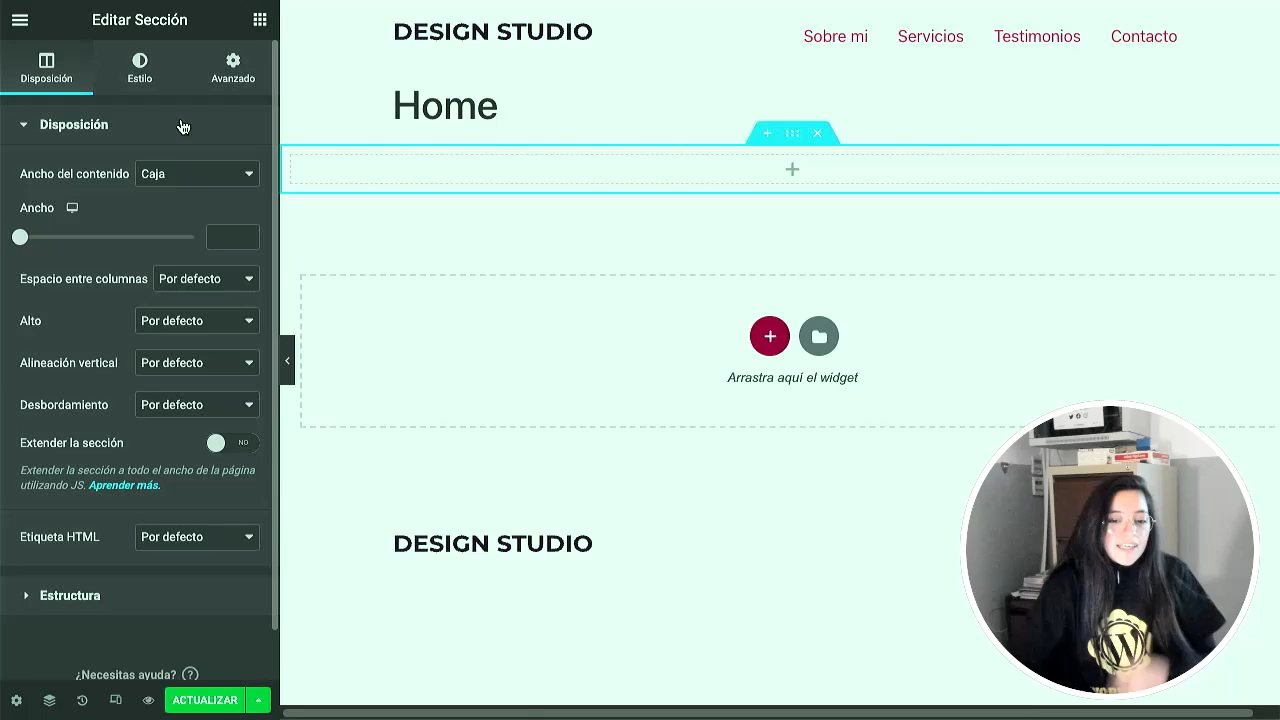 Editar Sección
Disposición
Estilo
Avanzado
Disposición
Ancho del contenido
Caja
Ancho
Espacio entre columnas
Por defecto
Alto
Por defecto
Alineación vertical
Por defecto
Desbordamiento
Por defecto
Extender la sección
NO
Extender la sección a todo el ancho de la página
utilizando JS. Aprender más.
Etiqueta HTML
Por defecto
Estructura
¿Necesitas ayuda?
ACTUALIZAR
DESIGN STUDIO
Sobre mi
Servicios
Testimonios
Contacto
Home
Arrastra aquí el widget
DESIGN STUDIO